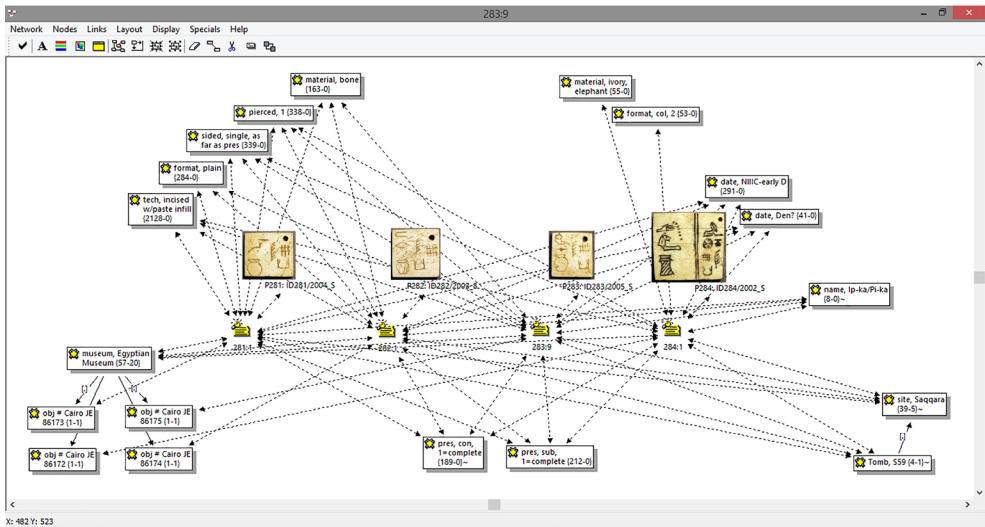 283:9
Network Nodes Links Layout Display Specials Help
A
material, bone
{163-0}
material, ivory,
elephant {55-0}
pierced, 1 {338-0}
format, col, 2 {53-0}
sided, single, as
far as pres {339-0}
format, plain
{284-0}
date, NIIIC-early D
{291-0}
tech, incised
w/paste infill
{2128-0}
date, Den? {41-0}
P281: ID281/2004_S
P283: ID283/2005_S
P284: ID284/2002_S
name, Ip-ka/Pi-ka
{8-0}~
281:1
283:9
284:1
museum, Egyptian
Museum {57-20}
[,]
[,]
obj # Cairo JE
86173 {1-1}
obj # Cairo JE
86175 {1-1}
site, Saqqara
{39-5}~
[,]
pres, con,
1=complete
{189-0}~
pres, sub,
1=complete {212-0}
obj # Cairo JE
86172 {1-1}
obj # Cairo JE
86174 {1-1}
Tomb, S59 {4-1}~
X: 482 Y: 523